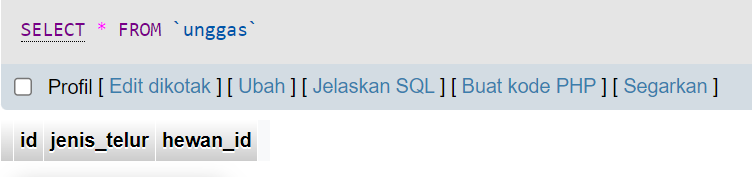 SELECT * FROM `unggas`
Profil [ Edit dikotak ] [ Ubah ] [ Jelaskan SQL ] [ Buat kode PHP ] [ Segarkan ]
id jenis_telur hewan_id